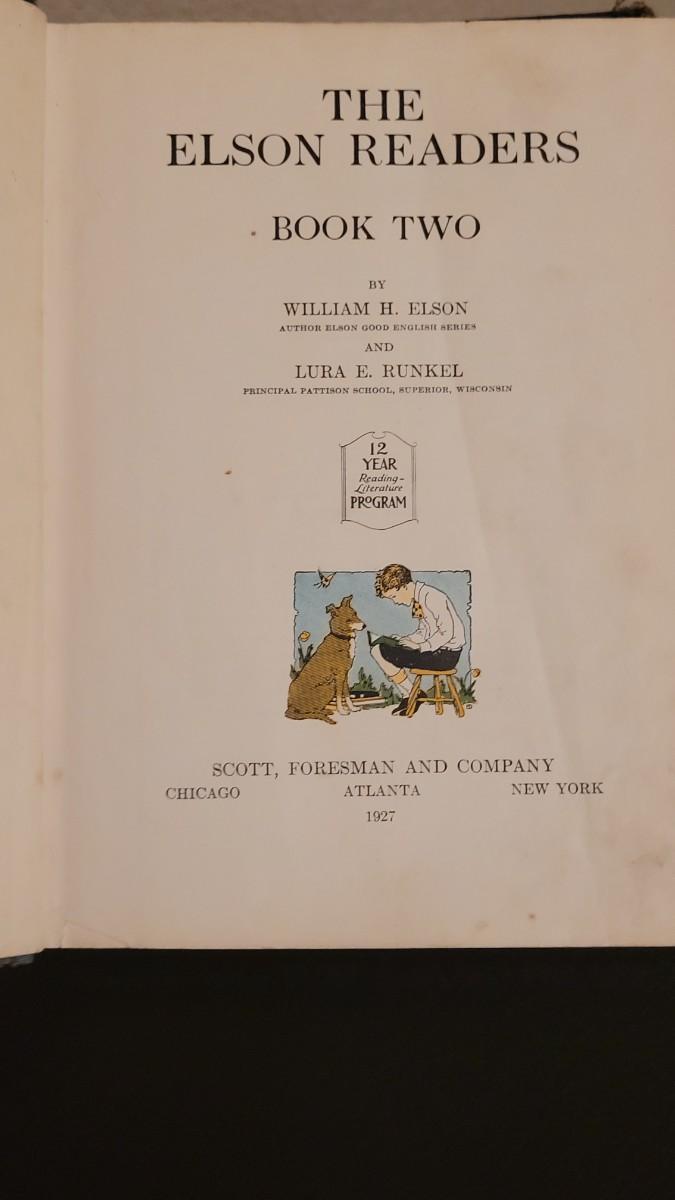 THE
ELSON READERS
BOOK TWO
BY
WILLIAM H. ELSON
AUTHOR ELSON GOOD ENGLISH SERIES
AND
LURA E. RUNKEL
PRINCIPAL PATTISON SCHOOL, SUPERIOR, WISCONSIN
12
YEAR
Reading-
Literature
PROGRAM
SCOTT, FORESMAN AND COMPANY
CHICAGO ATLANTA NEW YORK
1927